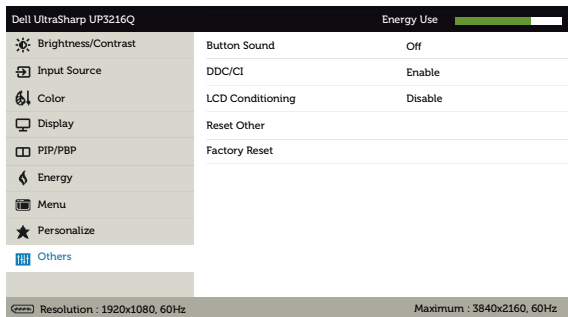 Dell UltraSharp UP3216Q Energy Use
Brightness/Contrast Button Sound Off
Input Source DDC/CI Enable
Color LCD Conditioning Disable
Display Reset Other
PIP/PBP Factory Reset
Energy
Menu
Personalize
Others
Resolution : 1920x1080, 60Hz Maximum : 3840x2160, 60Hz